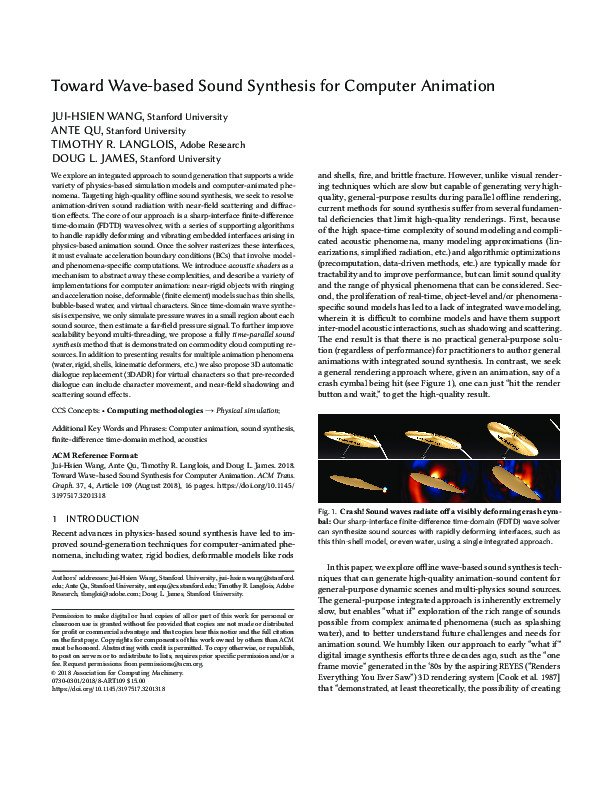 Toward Wave-based Sound Synthesis for Computer Animation
JUI-HSIEN WANG, Stanford University
ANTE QU, Stanford University
TIMOTHY R. LANGLOIS, Adobe Research
DOUG L. JAMES, Stanford University
We explore an integrated approach to sound generation that supports a wide
variety of physics-based simulation models and computer-animated phe-
nomena. Targeting high-quality offline sound synthesis, we seek to resolve
animation-driven sound radiation with near-field scattering and diffrac-
tion effects. The core of our approach is a sharp-interface finite-difference
time-domain (FDTD) wavesolver, with a series of supporting algorithms
to handle rapidly deforming and vibrating embedded interfaces arising in
physics-based animation sound. Once the solver rasterizes these interfaces,
it must evaluate acceleration boundary conditions (BCs) that involve model-
and phenomena-specific computations. We introduce acoustic shaders as a
mechanism to abstract away these complexities, and describe a variety of
implementations for computer animation: near-rigid objects with ringing
and acceleration noise, deformable (finite element) models such as thin shells,
bubble-based water, and virtual characters. Since time-domain wave synthe-
sis is expensive, we only simulate pressure waves in a small region about each
sound source, then estimate a far-field pressure signal. To further improve
scalability beyond multi-threading, we propose a fully time-parallel sound
synthesis method that is demonstrated on commodity cloud computing re-
sources. In addition to presenting results for multiple animation phenomena
(water, rigid, shells, kinematic deformers, etc.) we also propose 3D automatic
dialogue replacement (3DADR) for virtual characters so that pre-recorded
dialogue can include character movement, and near-field shadowing and
scattering sound effects.
CCS Concepts: • Computing methodologies → Physical simulation;
Additional Key Words and Phrases: Computer animation, sound synthesis,
finite-difference time-domain method, acoustics
ACM Reference Format:
Jui-Hsien Wang, Ante Qu, Timothy R. Langlois, and Doug L. James. 2018.
Toward Wave-based Sound Synthesis for Computer Animation. ACM Trans.
Graph. 37, 4, Article 109 (August 2018), 16 pages. https://doi.org/10.1145/
3197517.3201318
1 INTRODUCTION
Recent advances in physics-based sound synthesis have led to im-
proved sound-generation techniques for computer-animated phe-
nomena, including water, rigid bodies, deformable models like rods
Authors' addresses: Jui-Hsien Wang, Stanford University, jui-hsien.wang@stanford.
edu; Ante Qu, Stanford University, antequ@cs.stanford.edu; Timothy R. Langlois, Adobe
Research, tlangloi@adobe.com; Doug L. James, Stanford University.
Permission to make digital or hard copies of all or part of this work for personal or
classroom use is granted without fee provided that copies are not made or distributed
for profit or commercial advantage and that copies bear this notice and the full citation
on the first page. Copyrights for components of this work owned by others than ACM
must be honored. Abstracting with credit is permitted. To copy otherwise, or republish,
to post on servers or to redistribute to lists, requires prior specific permission and/or a
fee. Request permissions from permissions@acm.org.
© 2018 Association for Computing Machinery.
0730-0301/2018/8-ART109 $15.00
https://doi.org/10.1145/3197517.3201318
and shells, fire, and brittle fracture. However, unlike visual render-
ing techniques which are slow but capable of generating very high-
quality, general-purpose results during parallel offline rendering,
current methods for sound synthesis suffer from several fundamen-
tal deficiencies that limit high-quality renderings. First, because
of the high space-time complexity of sound modeling and compli-
cated acoustic phenomena, many modeling approximations (lin-
earizations, simplified radiation, etc.) and algorithmic optimizations
(precomputation, data-driven methods, etc.) are typically made for
tractability and to improve performance, but can limit sound quality
and the range of physical phenomena that can be considered. Sec-
ond, the proliferation of real-time, object-level and/or phenomena-
specific sound models has led to a lack of integrated wave modeling,
wherein it is difficult to combine models and have them support
inter-model acoustic interactions, such as shadowing and scattering.
The end result is that there is no practical general-purpose solu-
tion (regardless of performance) for practitioners to author general
animations with integrated sound synthesis. In contrast, we seek
a general rendering approach where, given an animation, say of a
crash cymbal being hit (see Figure 1), one can just "hit the render
button and wait," to get the high-quality result.
Fig. 1. Crash! Sound waves radiate off a visibly deforming crash cym-
bal: Our sharp-interface finite-difference time-domain (FDTD) wave solver
can synthesize sound sources with rapidly deforming interfaces, such as
this thin-shell model, or even water, using a single integrated approach.
In this paper, we explore offline wave-based sound synthesis tech-
niques that can generate high-quality animation-sound content for
general-purpose dynamic scenes and multi-physics sound sources.
The general-purpose integrated approach is inherently extremely
slow, but enables "what if" exploration of the rich range of sounds
possible from complex animated phenomena (such as splashing
water), and to better understand future challenges and needs for
animation sound. We humbly liken our approach to early "what if"
digital image synthesis efforts three decades ago, such as the "one
frame movie" generated in the '80s by the aspiring REYES ("Renders
Everything You Ever Saw") 3D rendering system [Cook et al. 1987]
that "demonstrated, at least theoretically, the possibility of creating